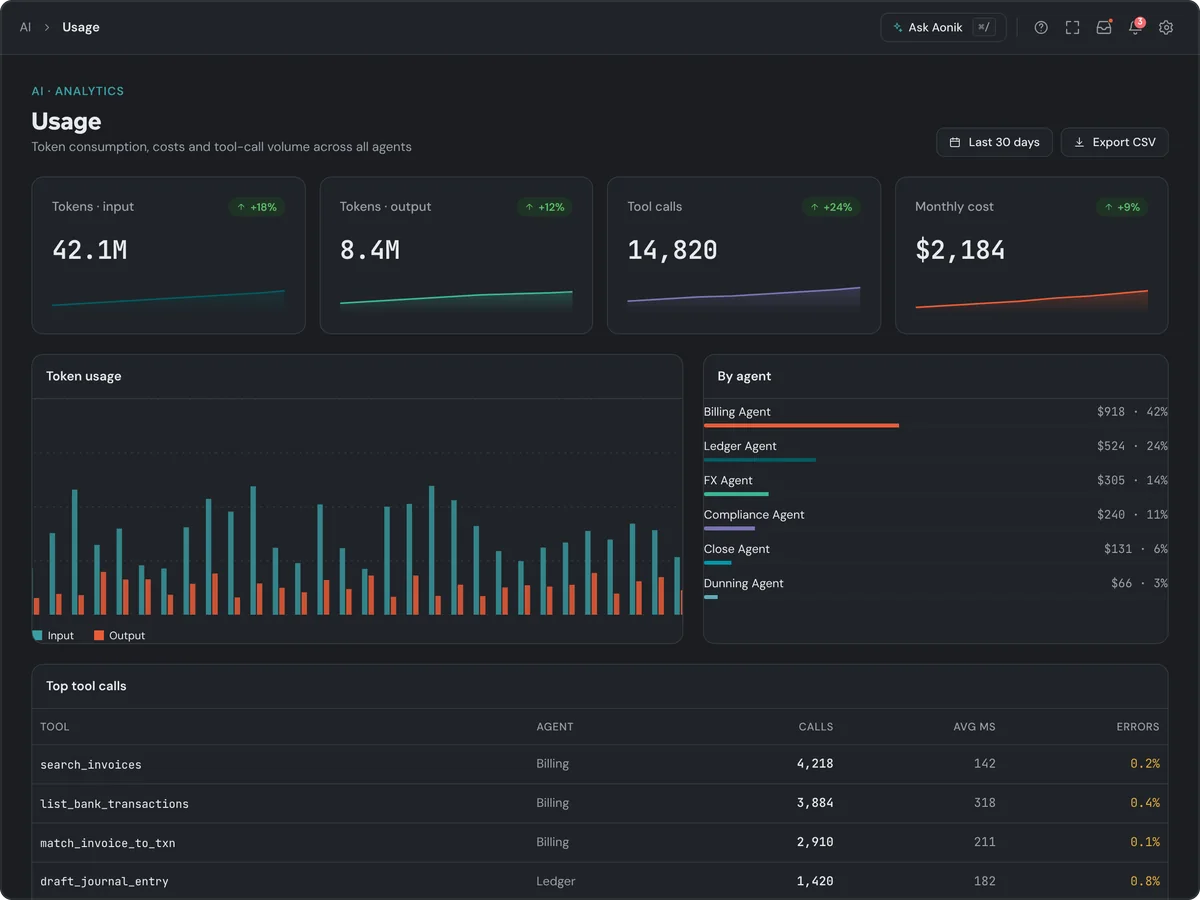 AI > Usage
Ask Aonik ⌘/
3
AI · ANALYTICS
Usage
Token consumption, costs and tool-call volume across all agents
Last 30 days
Export CSV
Tokens · input ↑ +18%
42.1M
Tokens · output ↑ +12%
8.4M
Tool calls ↑ +24%
14,820
Monthly cost ↑ +9%
$2,184
Token usage
Input Output
By agent
Billing Agent $918 · 42%
Ledger Agent $524 · 24%
FX Agent $305 · 14%
Compliance Agent $240 · 11%
Close Agent $131 · 6%
Dunning Agent $66 · 3%
Top tool calls
TOOL AGENT CALLS AVG MS ERRORS
search_invoices Billing 4,218 142 0.2%
list_bank_transactions Billing 3,884 318 0.4%
match_invoice_to_txn Billing 2,910 211 0.1%
draft_journal_entry Ledger 1,420 182 0.8%